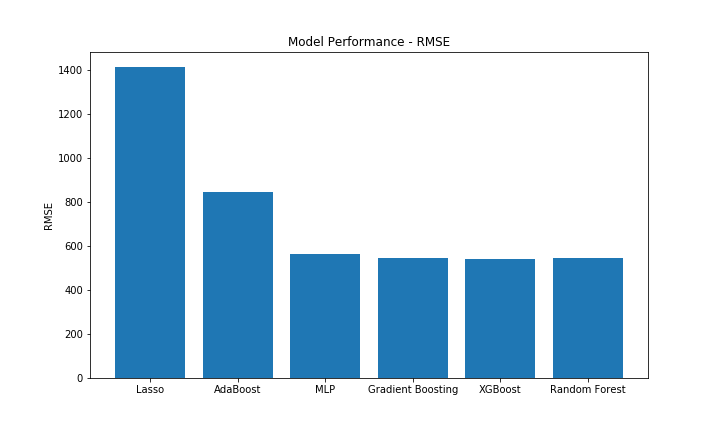 Model Performance - RMSE
1400
1200
1000
800
600
400
200
0
RMSE
Lasso AdaBoost MLP Gradient Boosting XGBoost Random Forest